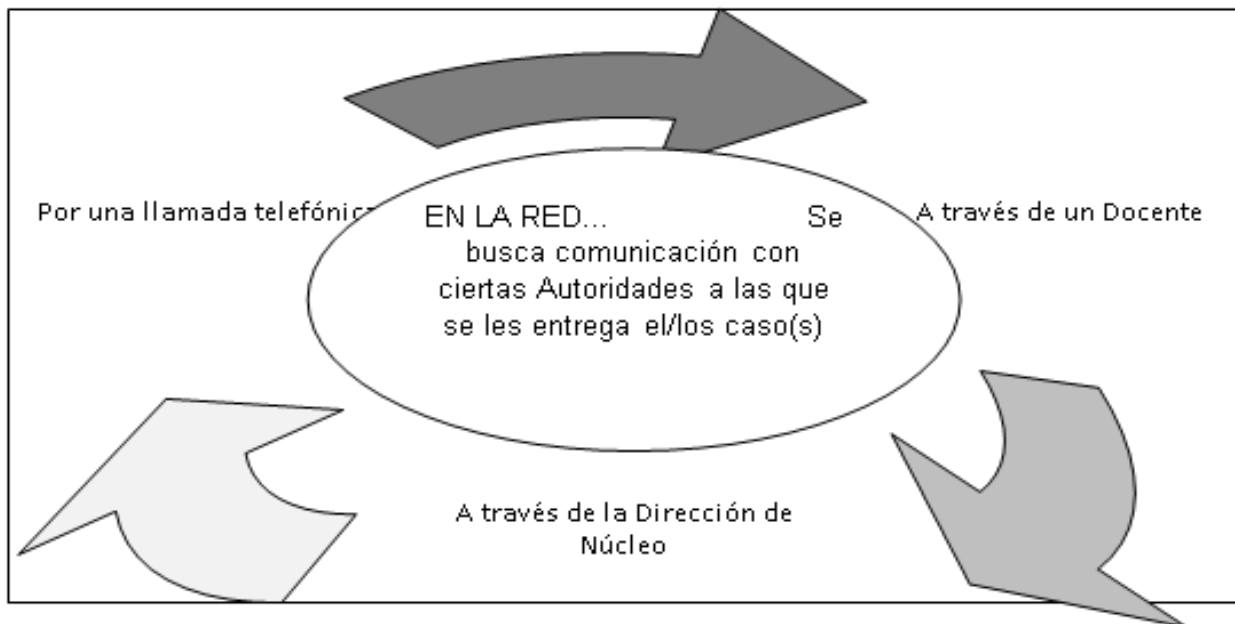 Por una llamada telefónica
EN LA RED... Se
busca comunicación con
ciertas Autoridades a las que
se les entrega el/los caso(s)
A través de un Docente
A través de la Dirección de
Núcleo